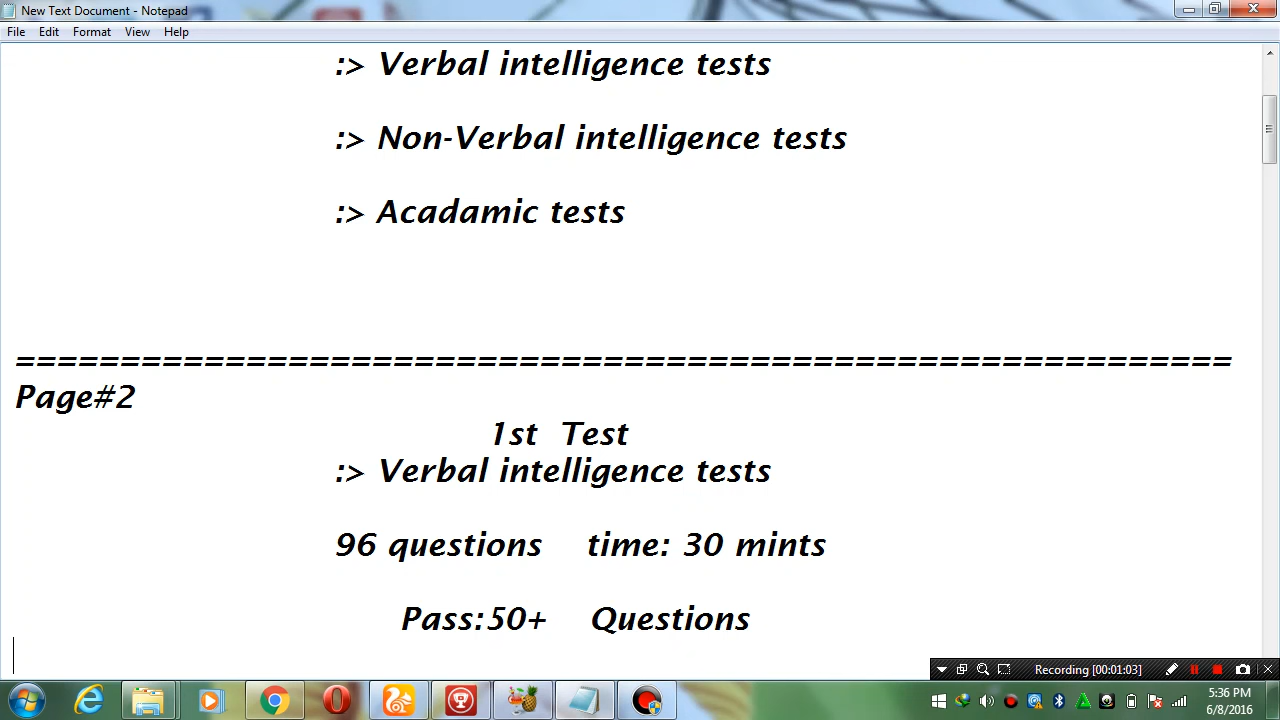 New Text Document - Notepad
File Edit Format View Help
:> Verbal intelligence tests
:> Non-Verbal intelligence tests
:> Acadamic tests
==========================================================
Page#2
1st Test
:> Verbal intelligence tests
96 questions time: 30 mints
Pass:50+ Questions
Recording [00:01:03]
5:36 PM
6/8/2016